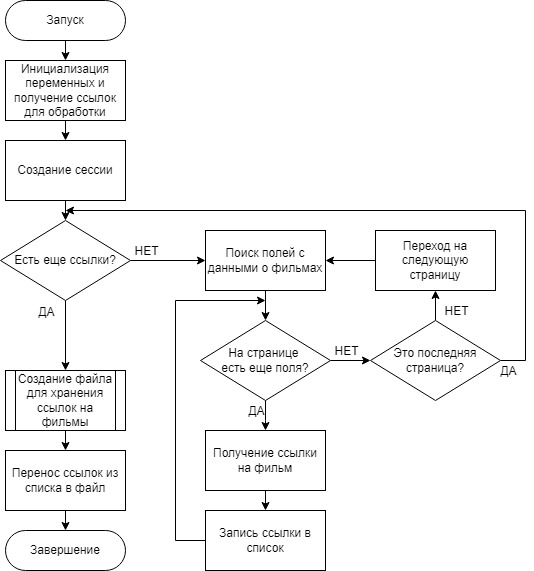 Запуск
Инициализация
переменных и
получение ссылок
для обработки
Создание сессии
Есть еще ссылки?
НЕТ
ДА
Поиск полей с
данными о фильмах
Переход на
следующую
страницу
На странице
есть еще поля?
НЕТ
ДА
Это последняя
страница?
НЕТ
ДА
Получение ссылки
на фильм
Запись ссылки в
список
Создание файла
для хранения
ссылок на
фильмы
Перенос ссылок из
списка в файл
Завершение